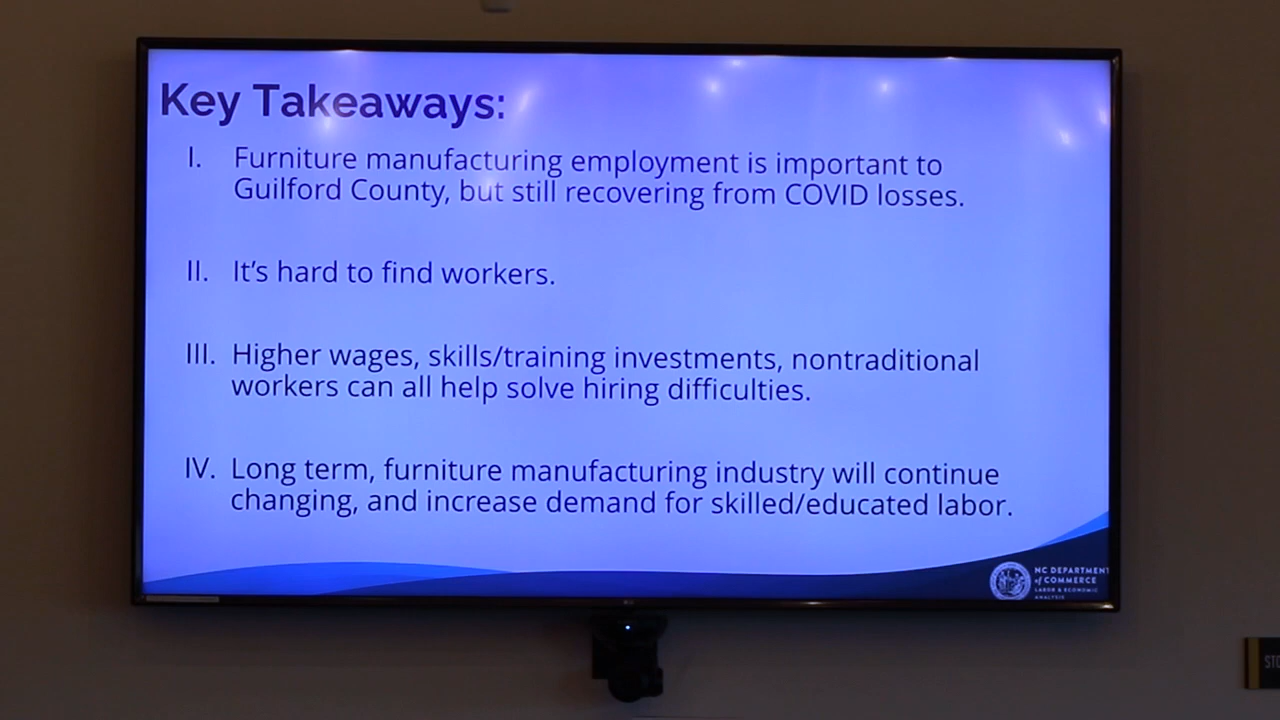 Key Takeaways:
I. Furniture manufacturing employment is important to
Guilford County, but still recovering from COVID losses.
II. It's hard to find workers.
III. Higher wages, skills/training investments, nontraditional
workers can all help solve hiring difficulties.
IV. Long term, furniture manufacturing industry will continue
changing, and increase demand for skilled/educated labor.
NC DEPARTMENT
of COMMERCE
LABOR & ECONOMIC
ANALYSIS